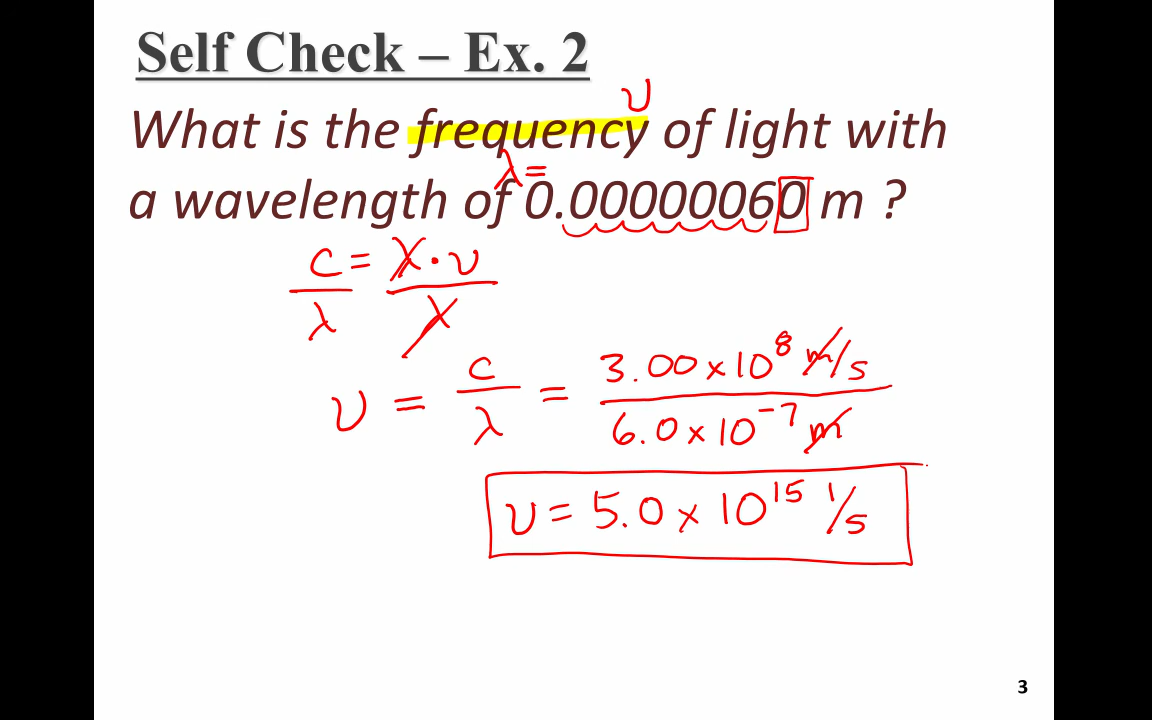 Self Check – Ex. 2
ν
What is the frequency of light with
λ =
a wavelength of 0.00000060 m ?
c = λ · ν
λ λ
ν = c/λ = 3.00 x 10⁸ m/s
6.0 x 10⁻⁷ m
ν = 5.0 x 10¹⁵ 1/s
3